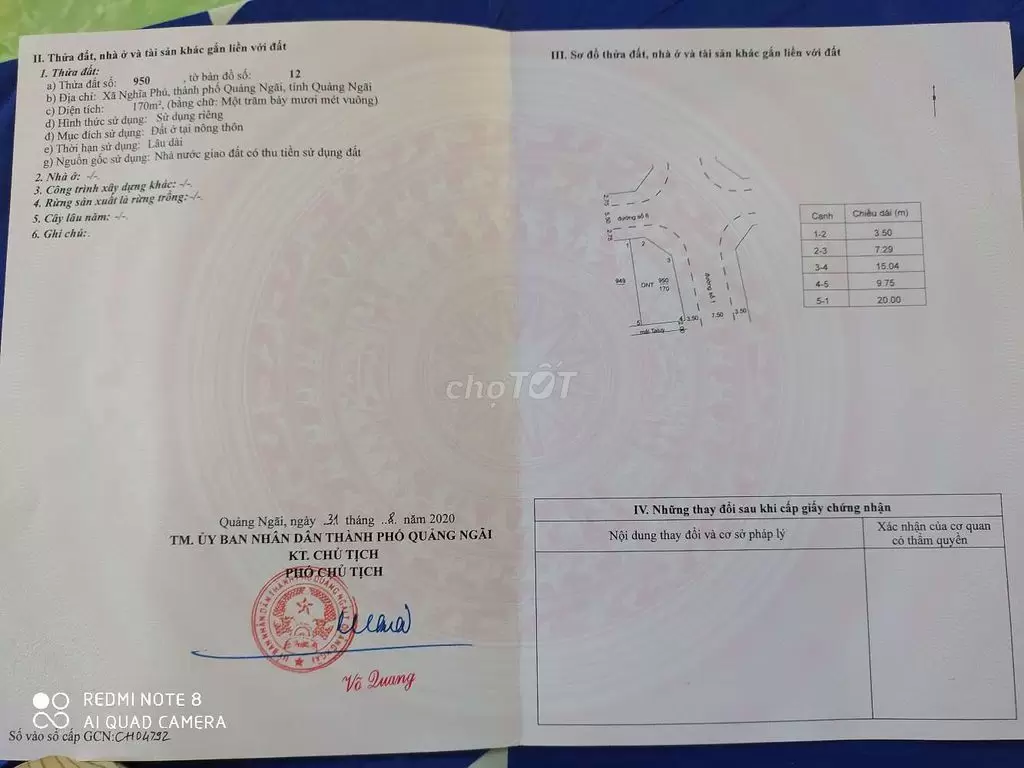 II. Thửa đất, nhà ở và tài sản khác gắn liền với đất
1. Thửa đất:
a) Thửa đất số: 950 , tờ bản đồ số: 12
b) Địa chỉ: Xã Nghĩa Phú, thành phố Quảng Ngãi, tỉnh Quảng Ngãi
c) Diện tích: 170m², (bằng chữ: Một trăm bảy mươi mét vuông)
d) Hình thức sử dụng: Sử dụng riêng
đ) Mục đích sử dụng: Đất ở tại nông thôn
e) Thời hạn sử dụng: Lâu dài
g) Nguồn gốc sử dụng: Nhà nước giao đất có thu tiền sử dụng đất
2. Nhà ở: -/-.
3. Công trình xây dựng khác: -/-.
4. Rừng sản xuất là rừng trồng: -/-.
5. Cây lâu năm: -/-.
6. Ghi chú:
Quảng Ngãi, ngày 31 tháng 8 năm 2020
TM. ỦY BAN NHÂN DÂN THÀNH PHỐ QUẢNG NGÃI
KT. CHỦ TỊCH
PHÓ CHỦ TỊCH
Võ Quang
REDMI NOTE 8
AI QUAD CAMERA
Số vào sổ cấp GCN: CH04792
III. Sơ đồ thửa đất, nhà ở và tài sản khác gắn liền với đất
2.75
5.50
2.75
đường số 6
1
2
3
949
ONT
950
170
đường số 1
5
4
3.50
7.50
3.50
mái Taluy
Cạnh Chiều dài (m)
1-2 3.50
2-3 7.29
3-4 15.04
4-5 9.75
5-1 20.00
chợTỐT
IV. Những thay đổi sau khi cấp giấy chứng nhận
Nội dung thay đổi và cơ sở pháp lý
Xác nhận của cơ quan
có thẩm quyền